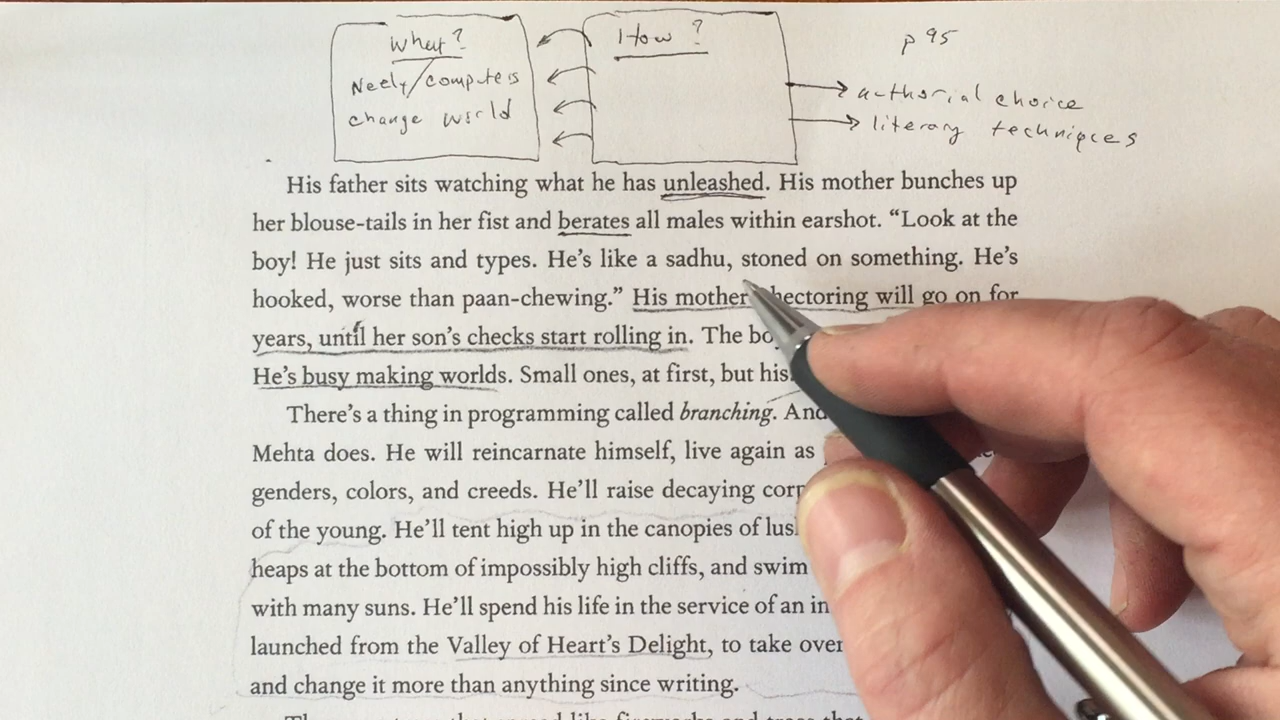 What? How ? p 95
Neely/computers
change world
authorial choice
literary techniques
His father sits watching what he has unleashed. His mother bunches up
her blouse-tails in her fist and berates all males within earshot. “Look at the
boy! He just sits and types. He’s like a sadhu, stoned on something. He’s
hooked, worse than paan-chewing.” His mother hectoring will go on for
years, until her son’s checks start rolling in. The
He’s busy making worlds. Small ones, at first, but his
There’s a thing in programming called branching. And
Mehta does. He will reincarnate himself, live again as
genders, colors, and creeds. He’ll raise decaying
of the young. He’ll tent high up in the canopies of
heaps at the bottom of impossibly high cliffs, and swim
with many suns. He’ll spend his life in the service of an
launched from the Valley of Heart’s Delight, to take over
and change it more than anything since writing.